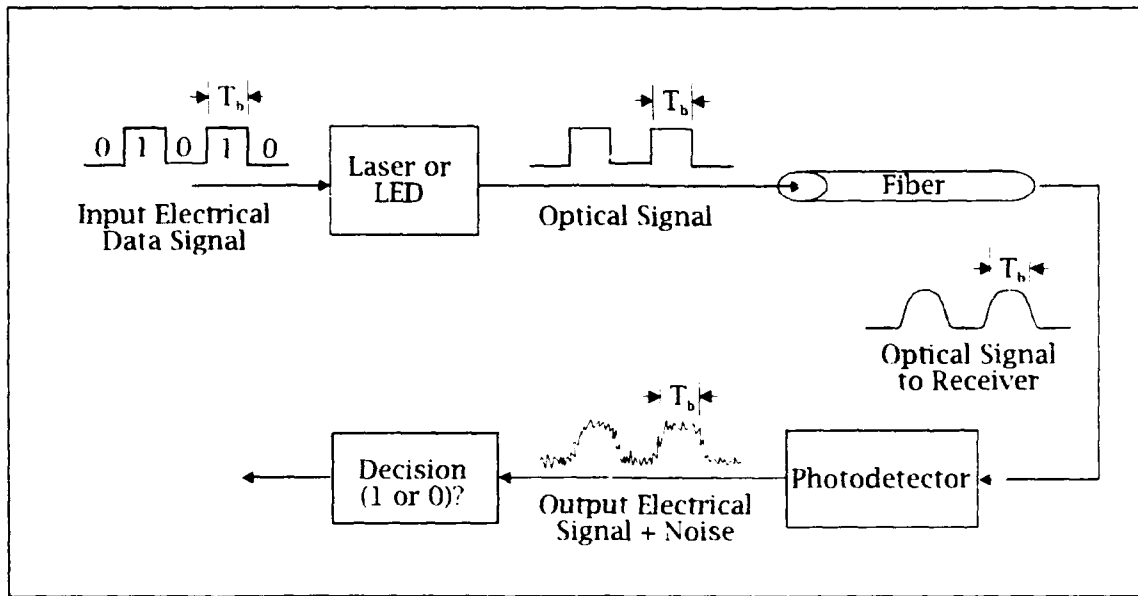 T_b
T_b
0 1 0 1 0
Laser or
LED
Fiber
Input Electrical
Data Signal
Optical Signal
T_b
Optical Signal
to Receiver
T_b
Decision
(1 or 0)?
Photodetector
Output Electrical
Signal + Noise